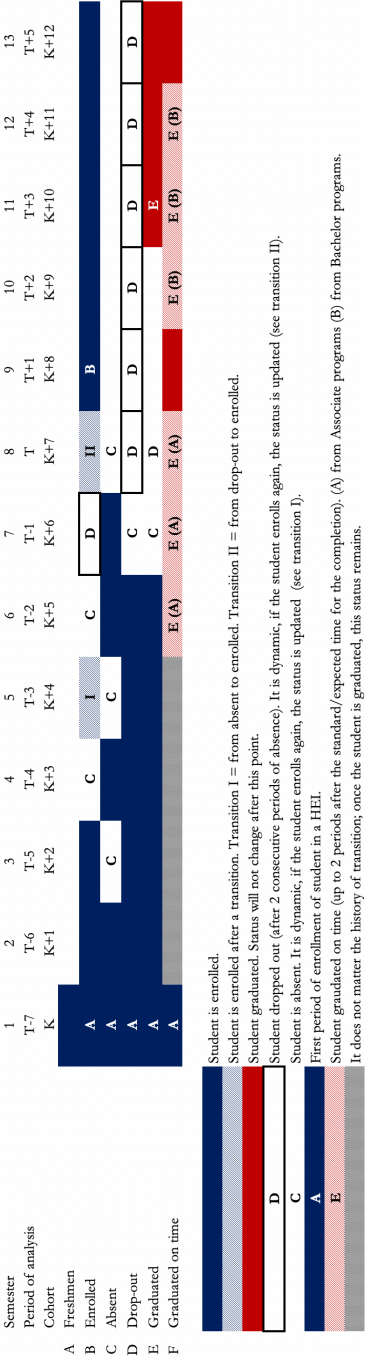 Semester 1 2 3 4 5 6 7 8 9 10 11 12 13
Period of analysis T-7 T-6 T-5 T-4 T-3 T-2 T-1 T T+1 T+2 T+3 T+4 T+5
Cohort K K+1 K+2 K+3 K+4 K+5 K+6 K+7 K+8 K+9 K+10 K+11 K+12
A Freshmen
B Enrolled A C I C D II B
C Absent A C C C
D Drop-out A C D D D D D D
E Graduated A C D E
F Graduated on time A E (A) E (A) E (A) E (B) E (B) E (B)
Student is enrolled.
Student is enrolled after a transition. Transition I = from absent to enrolled. Transition II = from drop-out to enrolled.
Student graduated. Status will not change after this point.
D Student dropped out (after 2 consecutive periods of absence). It is dynamic, if the student enrolls again, the status is updated (see transition II).
C Student is absent. It is dynamic, if the student enrolls again, the status is updated (see transition I).
A First period of enrollment of student in a HEI.
E Student graudated on time (up to 2 periods after the standard/expected time for the completion). (A) from Associate programs (B) from Bachelor programs.
It does not matter the history of transition; once the student is graduated, this status remains.